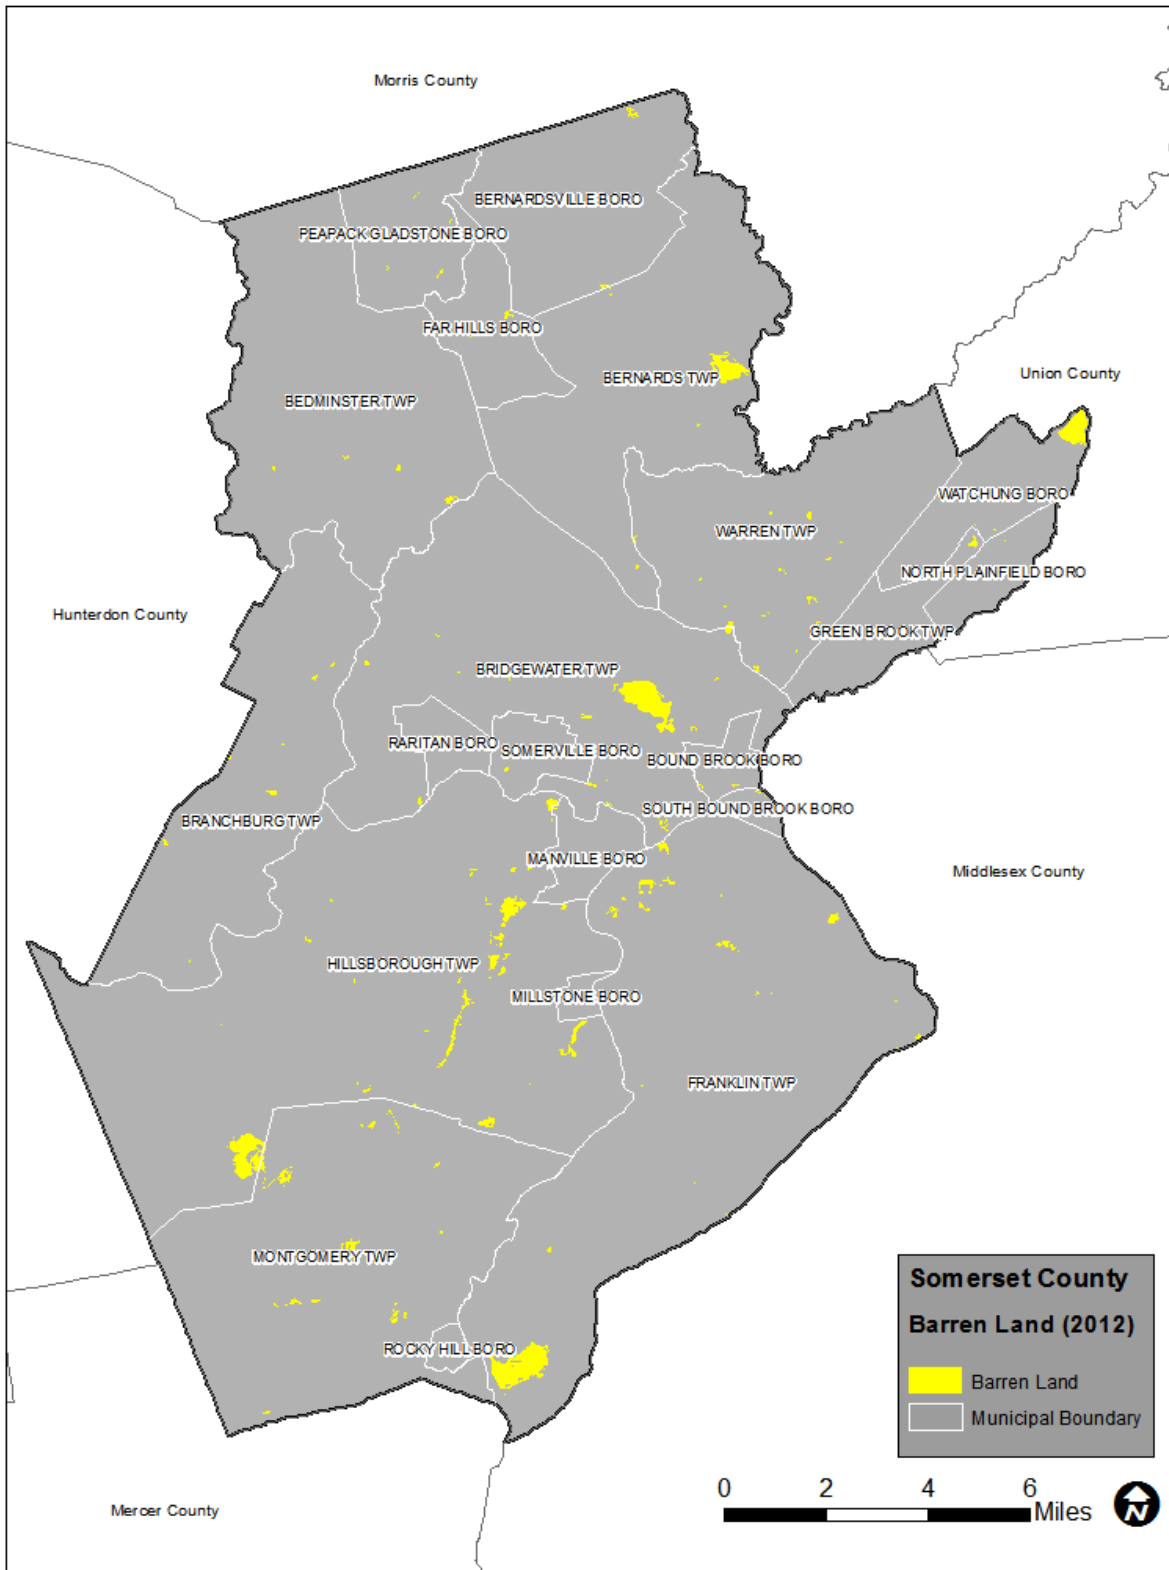 Morris County
BERNARDSVILLE BORO
PEAPACK GLADSTONE BORO
FAR HILLS BORO
BERNARDS TWP
Union County
BEDMINSTER TWP
WATCHUNG BORO
WARREN TWP
NORTH PLAINFIELD BORO
Hunterdon County
GREEN BROOK TWP
BRIDGEWATER TWP
RARITAN BORO
SOMERVILLE BORO
BOUND BROOK BORO
SOUTH BOUND BROOK BORO
BRANCHBURG TWP
MANVILLE BORO
Middlesex County
HILLSBOROUGH TWP
MILLSTONE BORO
FRANKLIN TWP
MONTGOMERY TWP
ROCKY HILL BORO
Somerset County
Barren Land (2012)
Barren Land
Municipal Boundary
0 2 4 6
Miles
N
Mercer County